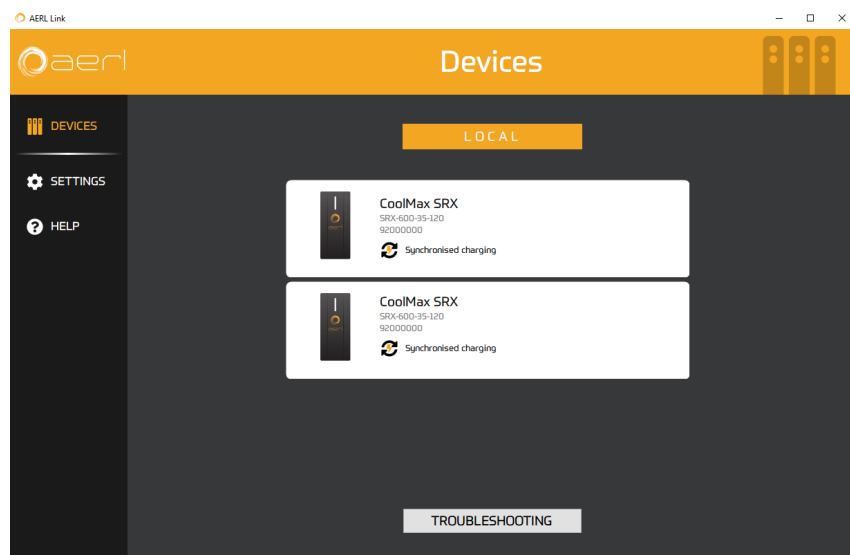 AERL Link
aerl
Devices
DEVICES
LOCAL
SETTINGS
HELP
CoolMax SRX
SRX-600-35-120
92000000
Synchronised charging
CoolMax SRX
SRX-600-35-120
92000000
Synchronised charging
TROUBLESHOOTING